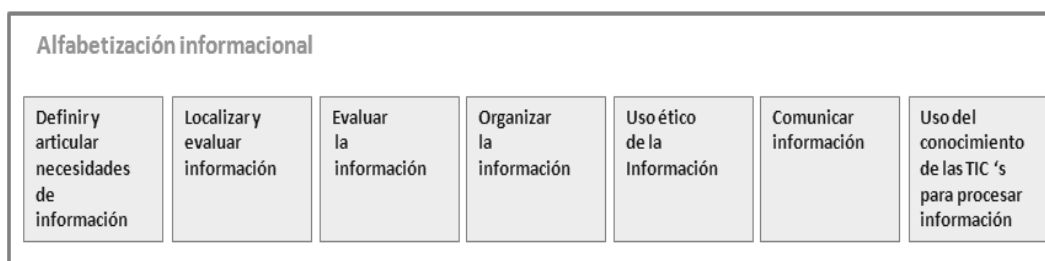 Alfabetización informacional
Definir y
articular
necesidades
de
información
Localizar y
evaluar
información
Evaluar
la
información
Organizar
la
información
Uso ético
de la
Información
Comunicar
información
Uso del
conocimiento
de las TIC ‘s
para procesar
información